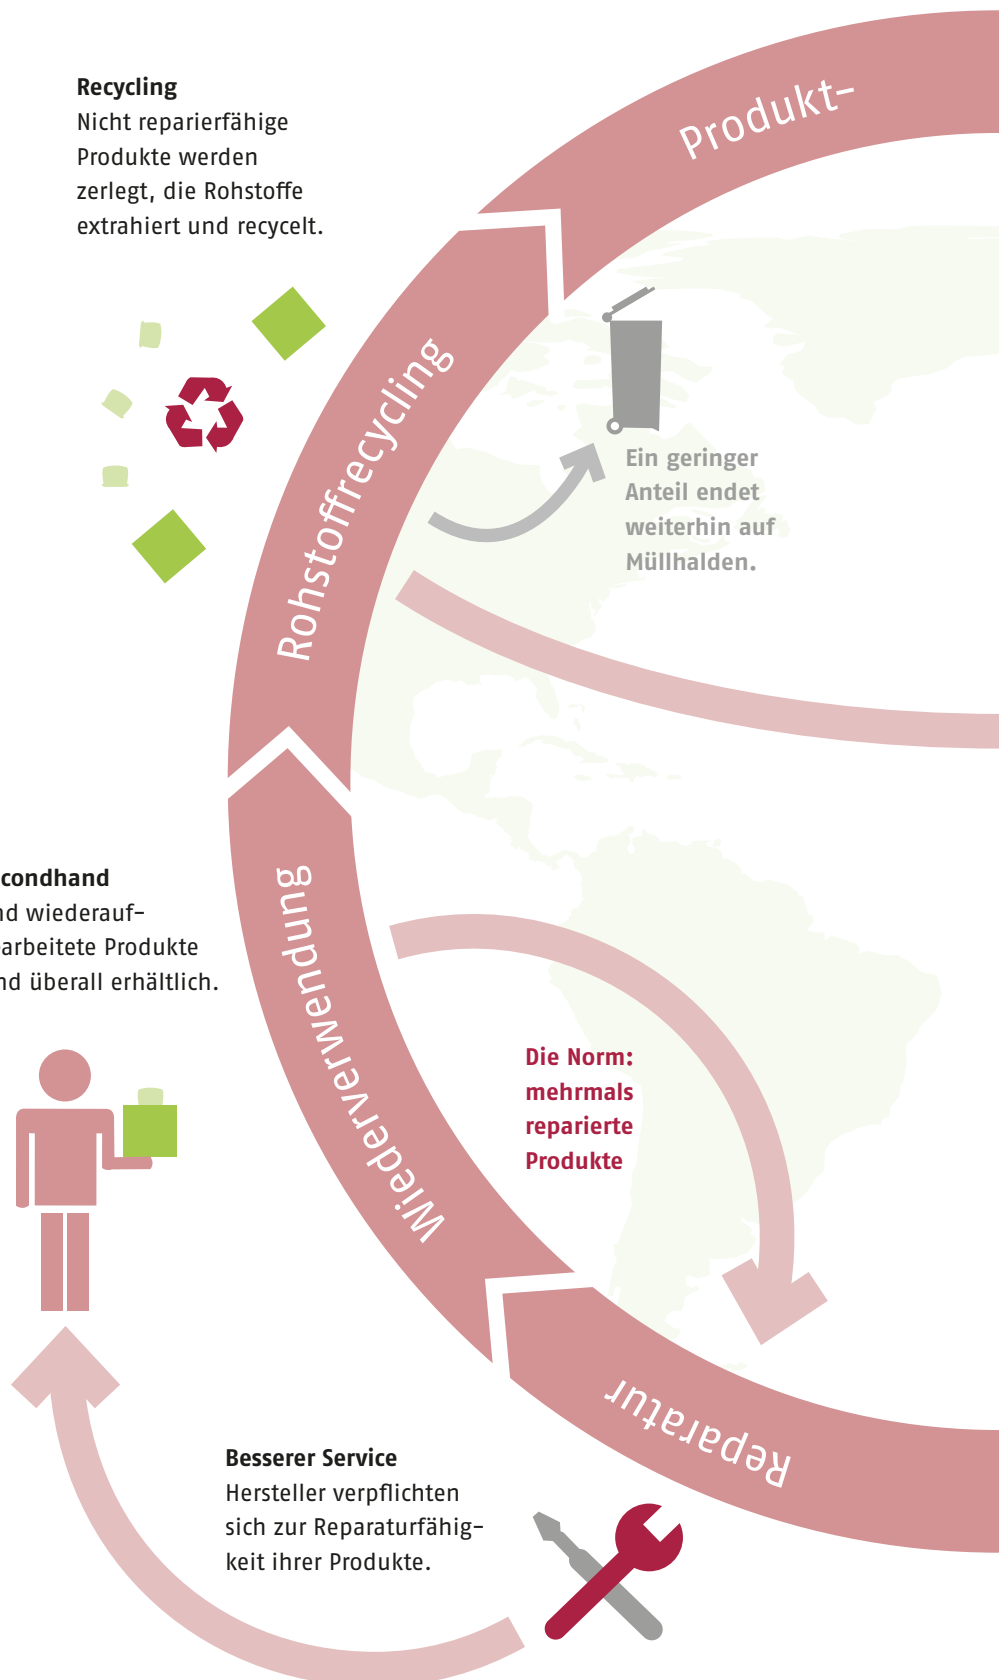 Produkt-
Recycling
Nicht reparierfähige
Produkte werden
zerlegt, die Rohstoffe
extrahiert und recycelt.
Rohstoffrecycling
Ein geringer
Anteil endet
weiterhin auf
Müllhalden.
condhand
nd wiederauf-
arbeitete Produkte
nd überall erhältlich.
Wiederverwendung
Die Norm:
mehrmals
reparierte
Produkte
Reparatur
Besserer Service
Hersteller verpflichten
sich zur Reparaturfähig-
keit ihrer Produkte.